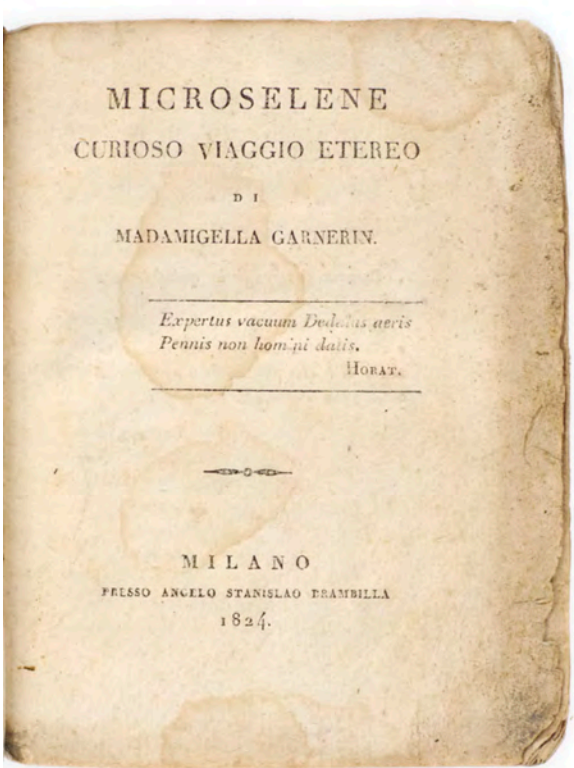 MICROSELENE
CURIOSO VIAGGIO ETEREO
DI
MADAMIGELLA GARNERIN.
Expertus vacuum Dedalus aeris
Pennis non homini datis.
HORAT.
MILANO
PRESSO ANGELO STANISLAO BRAMBILLA
1824.